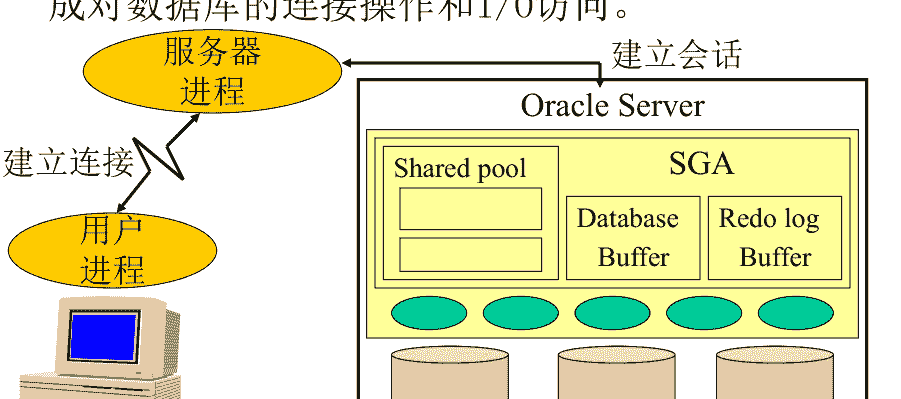 成对数据库的连接操作和I/O访问。
服务器
进程
建立会话
Oracle Server
建立连接
Shared pool
SGA
Database
Buffer
Redo log
Buffer
用户
进程